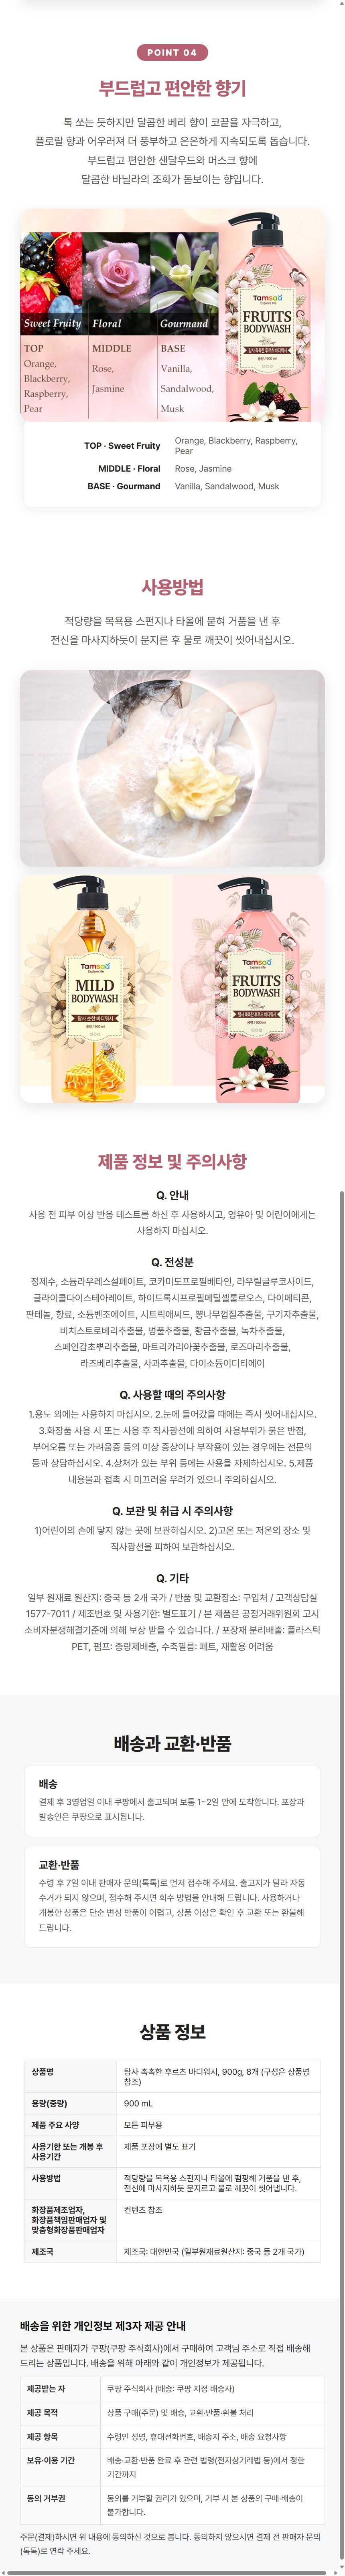 POINT 04
부드럽고 편안한 향기
톡 쏘는 듯하지만 달콤한 베리 향이 코끝을 자극하고,
플로랄 향과 어우러져 더 풍부하고 은은하게 지속되도록 돕습니다.
부드럽고 편안한 샌달우드와 머스크 향에
달콤한 바닐라의 조화가 돋보이는 향입니다.
Sweet Fruity
Floral
Gourmand
TOP
Orange,
Blackberry,
Raspberry,
Pear
MIDDLE
Rose,
Jasmine
BASE
Vanilla,
Sandalwood,
Musk
Tamsaa
Explore life
FRUITS
BODYWASH
탐사 촉촉한 후르츠 바디워시
TOP · Sweet Fruity
Orange, Blackberry, Raspberry,
Pear
MIDDLE · Floral
Rose, Jasmine
BASE · Gourmand
Vanilla, Sandalwood, Musk
사용방법
적당량을 목욕용 스펀지나 타올에 묻혀 거품을 낸 후
전신을 마사지하듯이 문지른 후 물로 깨끗이 씻어내십시오.
Tamsaa
Explore life
MILD
BODYWASH
탐사 순한 바디워시
용량 / 900 ml
Tamsaa
Explore life
FRUITS
BODYWASH
탐사 촉촉한 후르츠 바디워시
용량 / 900 ml
제품 정보 및 주의사항
Q. 안내
사용 전 피부 이상 반응 테스트를 하신 후 사용하시고, 영유아 및 어린이에게는
사용하지 마십시오.
Q. 전성분
정제수, 소듐라우레스설페이트, 코카미도프로필베타인, 라우릴글루코사이드,
글라이콜다이스테아레이트, 하이드록시프로필메틸셀룰로오스, 다이메티콘,
판테놀, 향료, 소듐벤조에이트, 시트릭애씨드, 뽕나무껍질추출물, 구기자추출물,
비치스트로베리추출물, 병풀추출물, 황금추출물, 녹차추출물,
스페인감초뿌리추출물, 마트리카리아꽃추출물, 로즈마리추출물,
라즈베리추출물, 사과추출물, 다이소듐이디티에이
Q. 사용할 때의 주의사항
1.용도 외에는 사용하지 마십시오. 2.눈에 들어갔을 때에는 즉시 씻어내십시오.
3.화장품 사용 시 또는 사용 후 직사광선에 의하여 사용부위가 붉은 반점,
부어오름 또는 가려움증 등의 이상 증상이나 부작용이 있는 경우에는 전문의
등과 상담하십시오. 4.상처가 있는 부위 등에는 사용을 자제하십시오. 5.제품
내용물과 접촉 시 미끄러울 우려가 있으니 주의하십시오.
Q. 보관 및 취급 시 주의사항
1)어린이의 손에 닿지 않는 곳에 보관하십시오. 2)고온 또는 저온의 장소 및
직사광선을 피하여 보관하십시오.
Q. 기타
일부 원재료 원산지: 중국 등 2개 국가 / 반품 및 교환장소: 구입처 / 고객상담실
1577-7011 / 제조번호 및 사용기한: 별도표기 / 본 제품은 공정거래위원회 고시
소비자분쟁해결기준에 의해 보상 받을 수 있습니다. / 포장재 분리배출: 플라스틱
PET, 펌프: 종량제배출, 수축필름: 페트, 재활용 어려움
배송과 교환·반품
배송
결제 후 3영업일 이내 쿠팡에서 출고되며 보통 1~2일 안에 도착합니다. 포장과
발송인은 쿠팡으로 표시됩니다.
교환·반품
수령 후 7일 이내 판매자 문의(톡톡)로 먼저 접수해 주세요. 출고지가 달라 자동
수거가 되지 않으며, 접수해 주시면 회수 방법을 안내해 드립니다. 사용하거나
개봉한 상품은 단순 변심 반품이 어렵고, 상품 이상은 확인 후 교환 또는 환불해
드립니다.
상품 정보
상품명
탐사 촉촉한 후르츠 바디워시, 900g, 8개 (구성은 상품명
참조)
용량(중량)
900 mL
제품 주요 사양
모든 피부용
사용기한 또는 개봉 후
사용기간
제품 포장에 별도 표기
사용방법
적당량을 목욕용 스펀지나 타올에 펌핑해 거품을 낸 후,
전신에 마사지하듯 문지르고 물로 깨끗이 씻어냅니다.
화장품제조업자,
화장품책임판매업자 및
맞춤형화장품판매업자
컨텐츠 참조
제조국
제조국: 대한민국 (일부원재료원산지: 중국 등 2개 국가)
배송을 위한 개인정보 제3자 제공 안내
본 상품은 판매자가 쿠팡(쿠팡 주식회사)에서 구매하여 고객님 주소로 직접 배송해
드리는 상품입니다. 배송을 위해 아래와 같이 개인정보가 제공됩니다.
제공받는 자
쿠팡 주식회사 (배송: 쿠팡 지정 배송사)
제공 목적
상품 구매(주문) 및 배송, 교환·반품·환불 처리
제공 항목
수령인 성명, 휴대전화번호, 배송지 주소, 배송 요청사항
보유·이용 기간
배송·교환·반품 완료 후 관련 법령(전자상거래법 등)에서 정한
기간까지
동의 거부권
동의를 거부할 권리가 있으며, 거부 시 본 상품의 구매·배송이
불가합니다.
주문(결제)하시면 위 내용에 동의하신 것으로 봅니다. 동의하지 않으시면 결제 전 판매자 문의
(톡톡)로 연락 주세요.